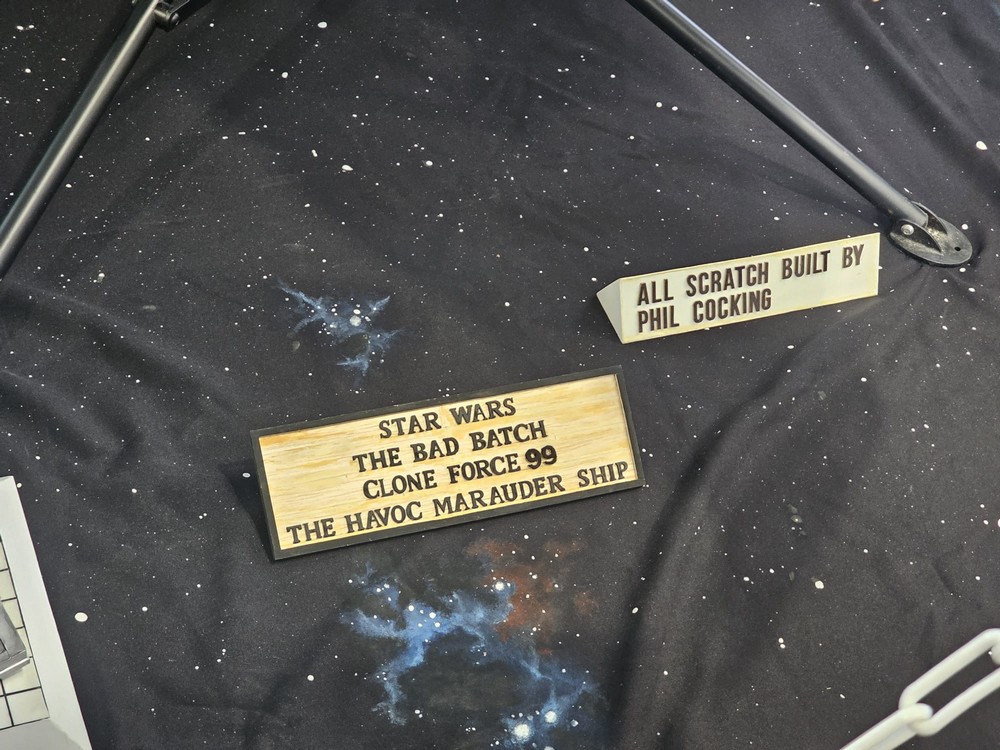 ALL SCRATCH BUILT BY
PHIL COCKING
STAR WARS
THE BAD BATCH
CLONE FORCE 99
THE HAVOC MARAUDER SHIP